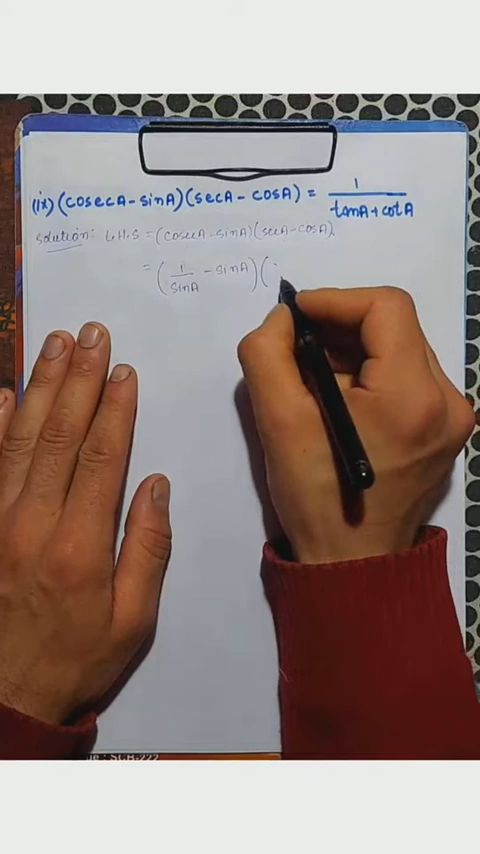 (ix) (cosecA - sinA) (secA - cosA) = 1 / tanA + cotA
solution: L.H.S = (cosecA - sinA) (secA - cosA).
= (1 / sinA - sinA) (